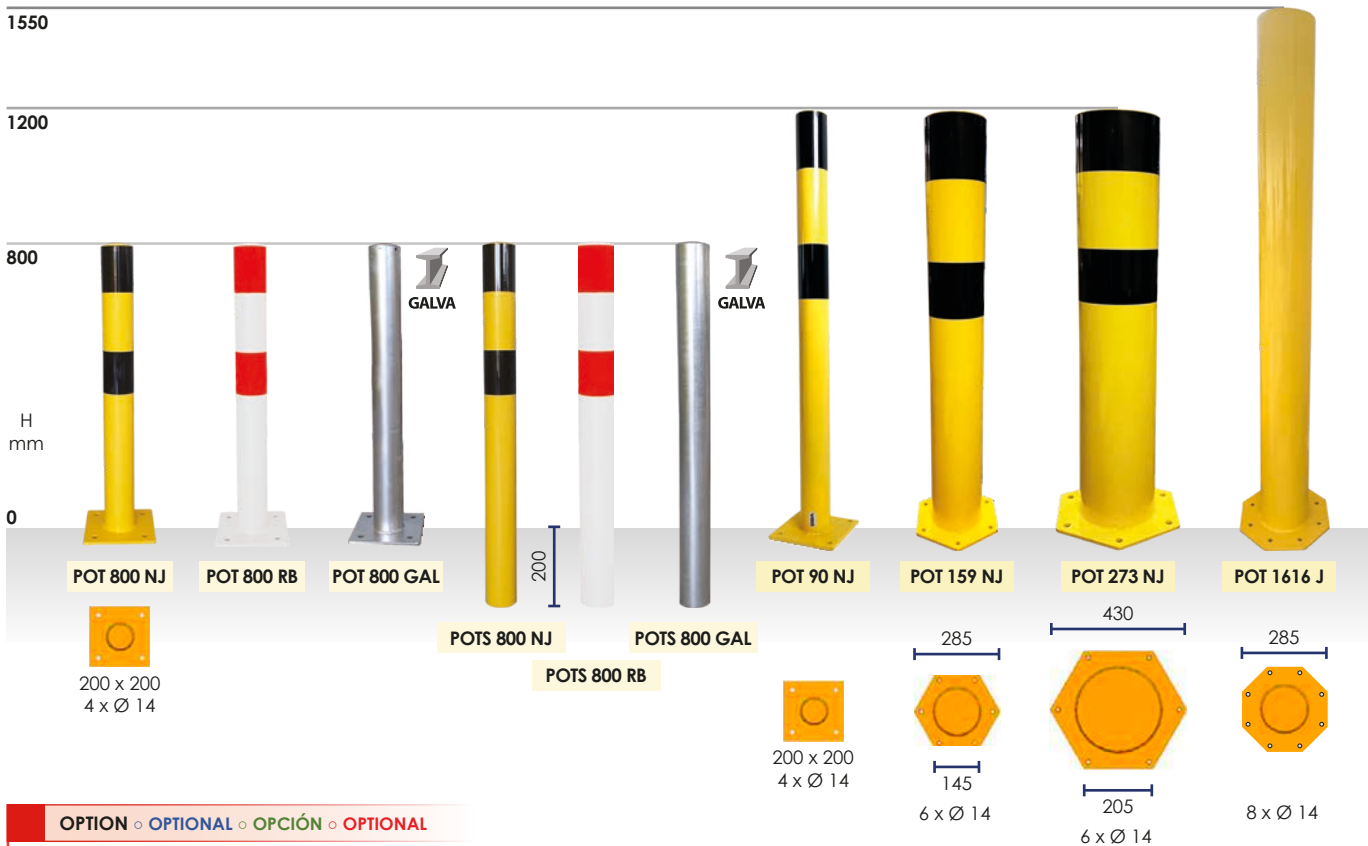 1550
1200
800
GALVA
GALVA
H
mm
0
200
POT 800 NJ
POT 800 RB
POT 800 GAL
POT 90 NJ
POT 159 NJ
POT 273 NJ
POT 1616 J
POTS 800 NJ
POTS 800 GAL
POTS 800 RB
200 x 200
4 x Ø 14
200 x 200
4 x Ø 14
285
145
6 x Ø 14
430
205
6 x Ø 14
285
8 x Ø 14
OPTION ○ OPTIONAL ○ OPCIÓN ○ OPTIONAL